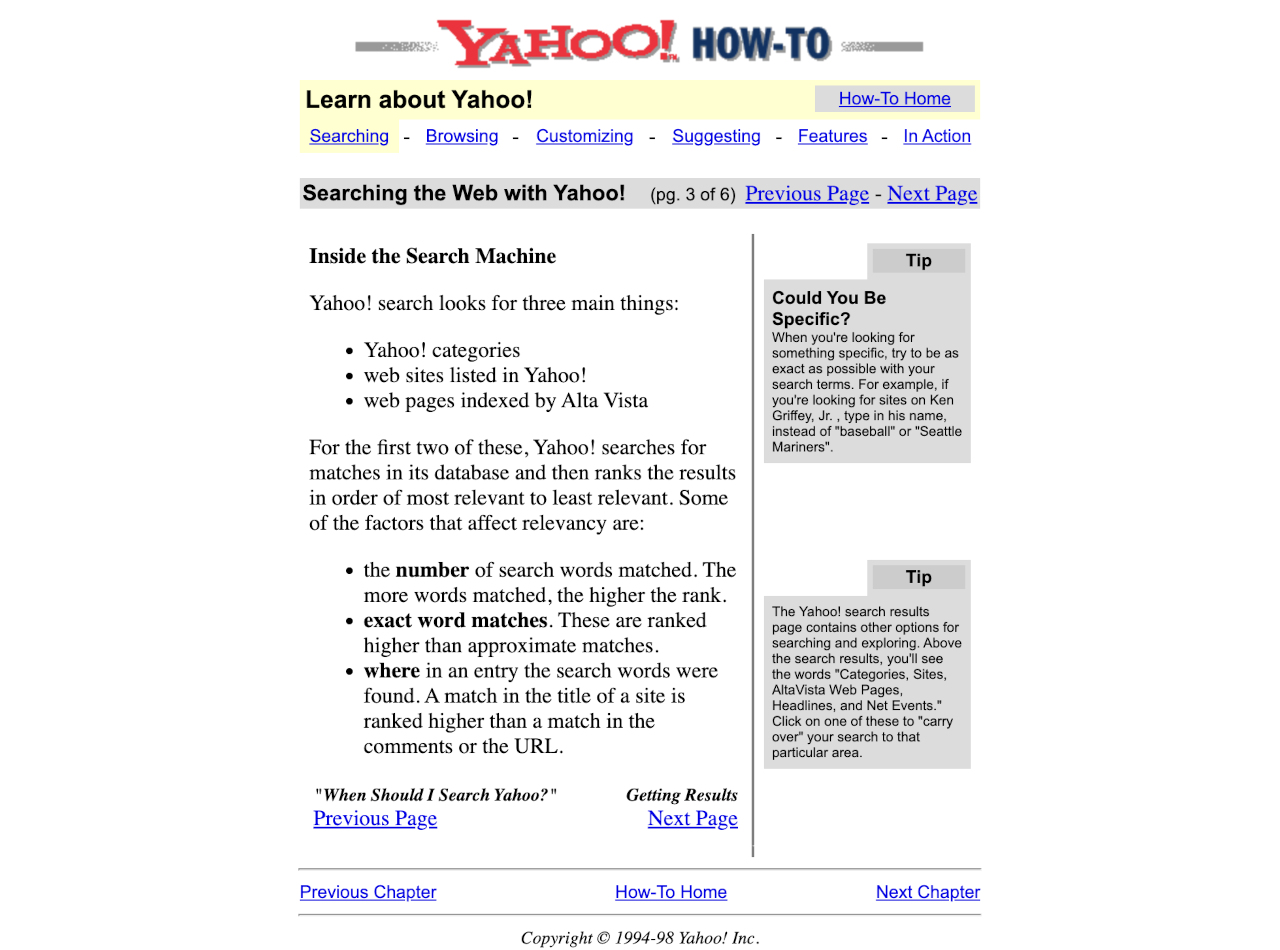 YAHOO! HOW-TO
Learn about Yahoo!
How-To Home
Searching - Browsing - Customizing - Suggesting - Features - In Action
Searching the Web with Yahoo! (pg. 3 of 6) Previous Page - Next Page
Inside the Search Machine
Yahoo! search looks for three main things:
• Yahoo! categories
• web sites listed in Yahoo!
• web pages indexed by Alta Vista
For the first two of these, Yahoo! searches for
matches in its database and then ranks the results
in order of most relevant to least relevant. Some
of the factors that affect relevancy are:
• the number of search words matched. The
more words matched, the higher the rank.
• exact word matches. These are ranked
higher than approximate matches.
• where in an entry the search words were
found. A match in the title of a site is
ranked higher than a match in the
comments or the URL.
"When Should I Search Yahoo?" Getting Results
Previous Page Next Page
Tip
Could You Be
Specific?
When you're looking for
something specific, try to be as
exact as possible with your
search terms. For example, if
you're looking for sites on Ken
Griffey, Jr. , type in his name,
instead of "baseball" or "Seattle
Mariners".
Tip
The Yahoo! search results
page contains other options for
searching and exploring. Above
the search results, you'll see
the words "Categories, Sites,
AltaVista Web Pages,
Headlines, and Net Events."
Click on one of these to "carry
over" your search to that
particular area.
Previous Chapter How-To Home Next Chapter
Copyright © 1994-98 Yahoo! Inc.